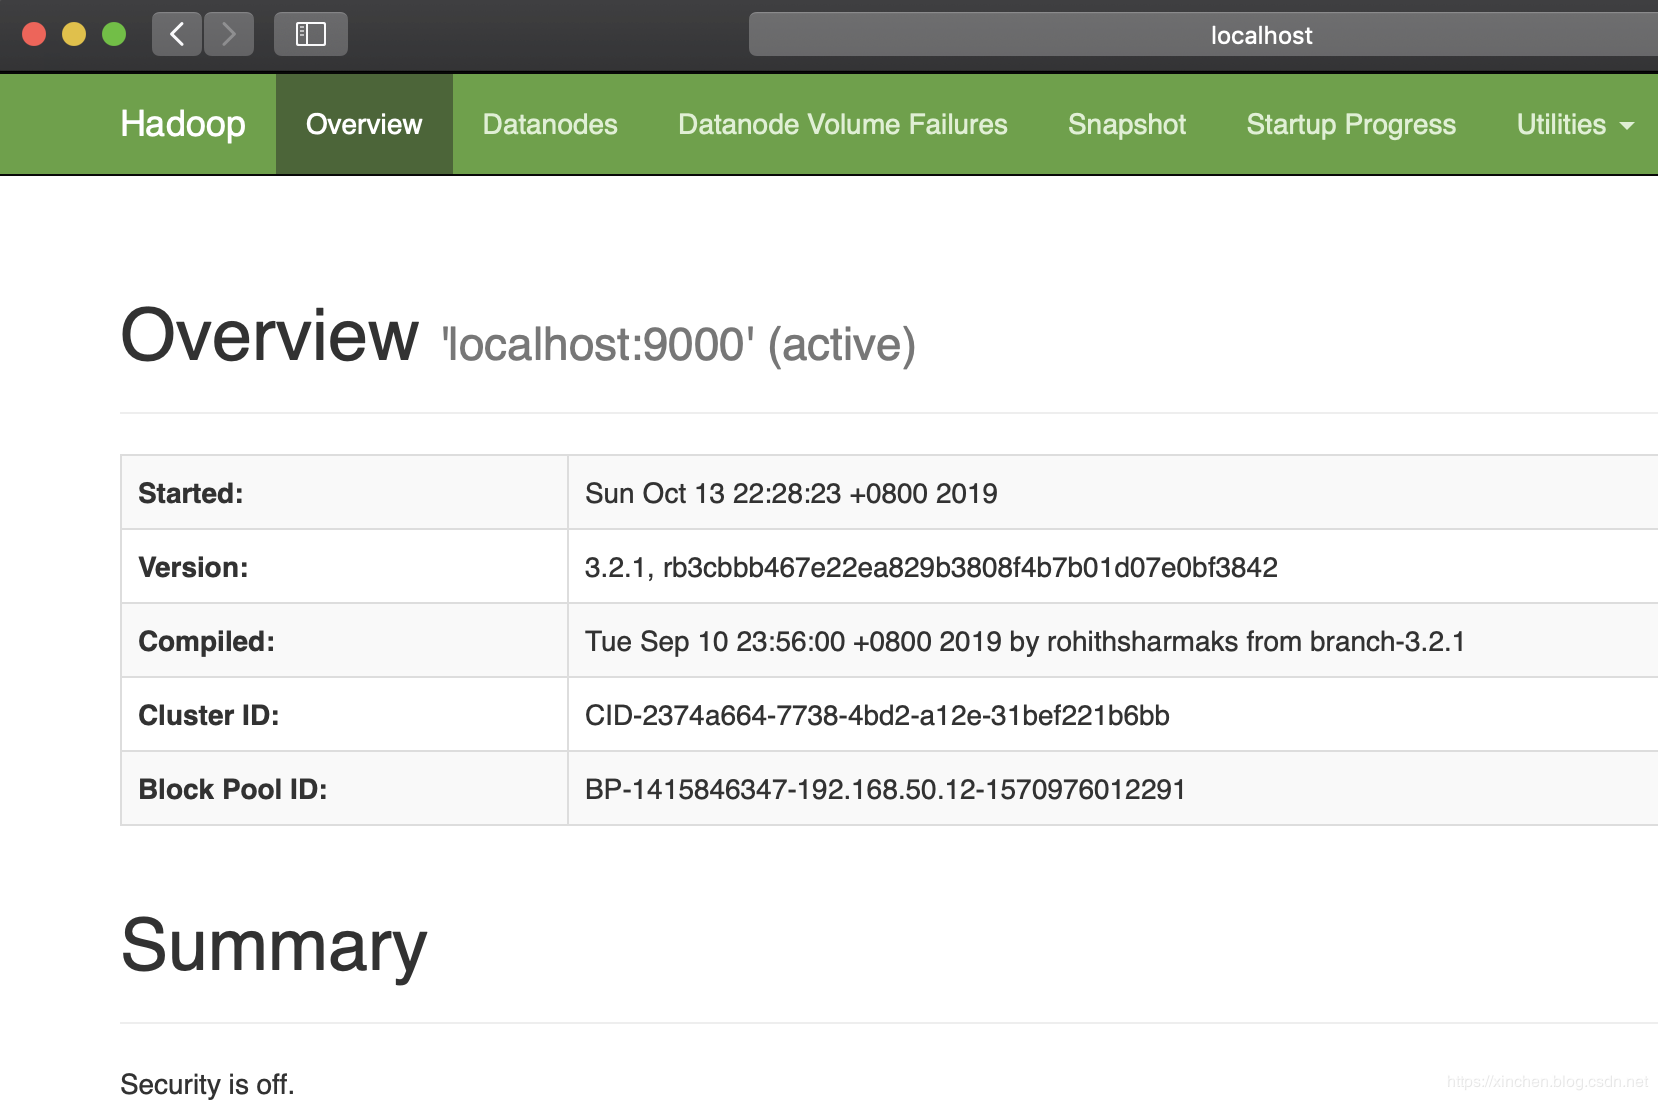 localhost
Hadoop Overview Datanodes Datanode Volume Failures Snapshot Startup Progress Utilities
Overview 'localhost:9000' (active)
Started: Sun Oct 13 22:28:23 +0800 2019
Version: 3.2.1, rb3cbbb467e22ea829b3808f4b7b01d07e0bf3842
Compiled: Tue Sep 10 23:56:00 +0800 2019 by rohithsharmaks from branch-3.2.1
Cluster ID: CID-2374a664-7738-4bd2-a12e-31bef221b6bb
Block Pool ID: BP-1415846347-192.168.50.12-1570976012291
Summary
Security is off.
https://xinchen.blog.csdn.net